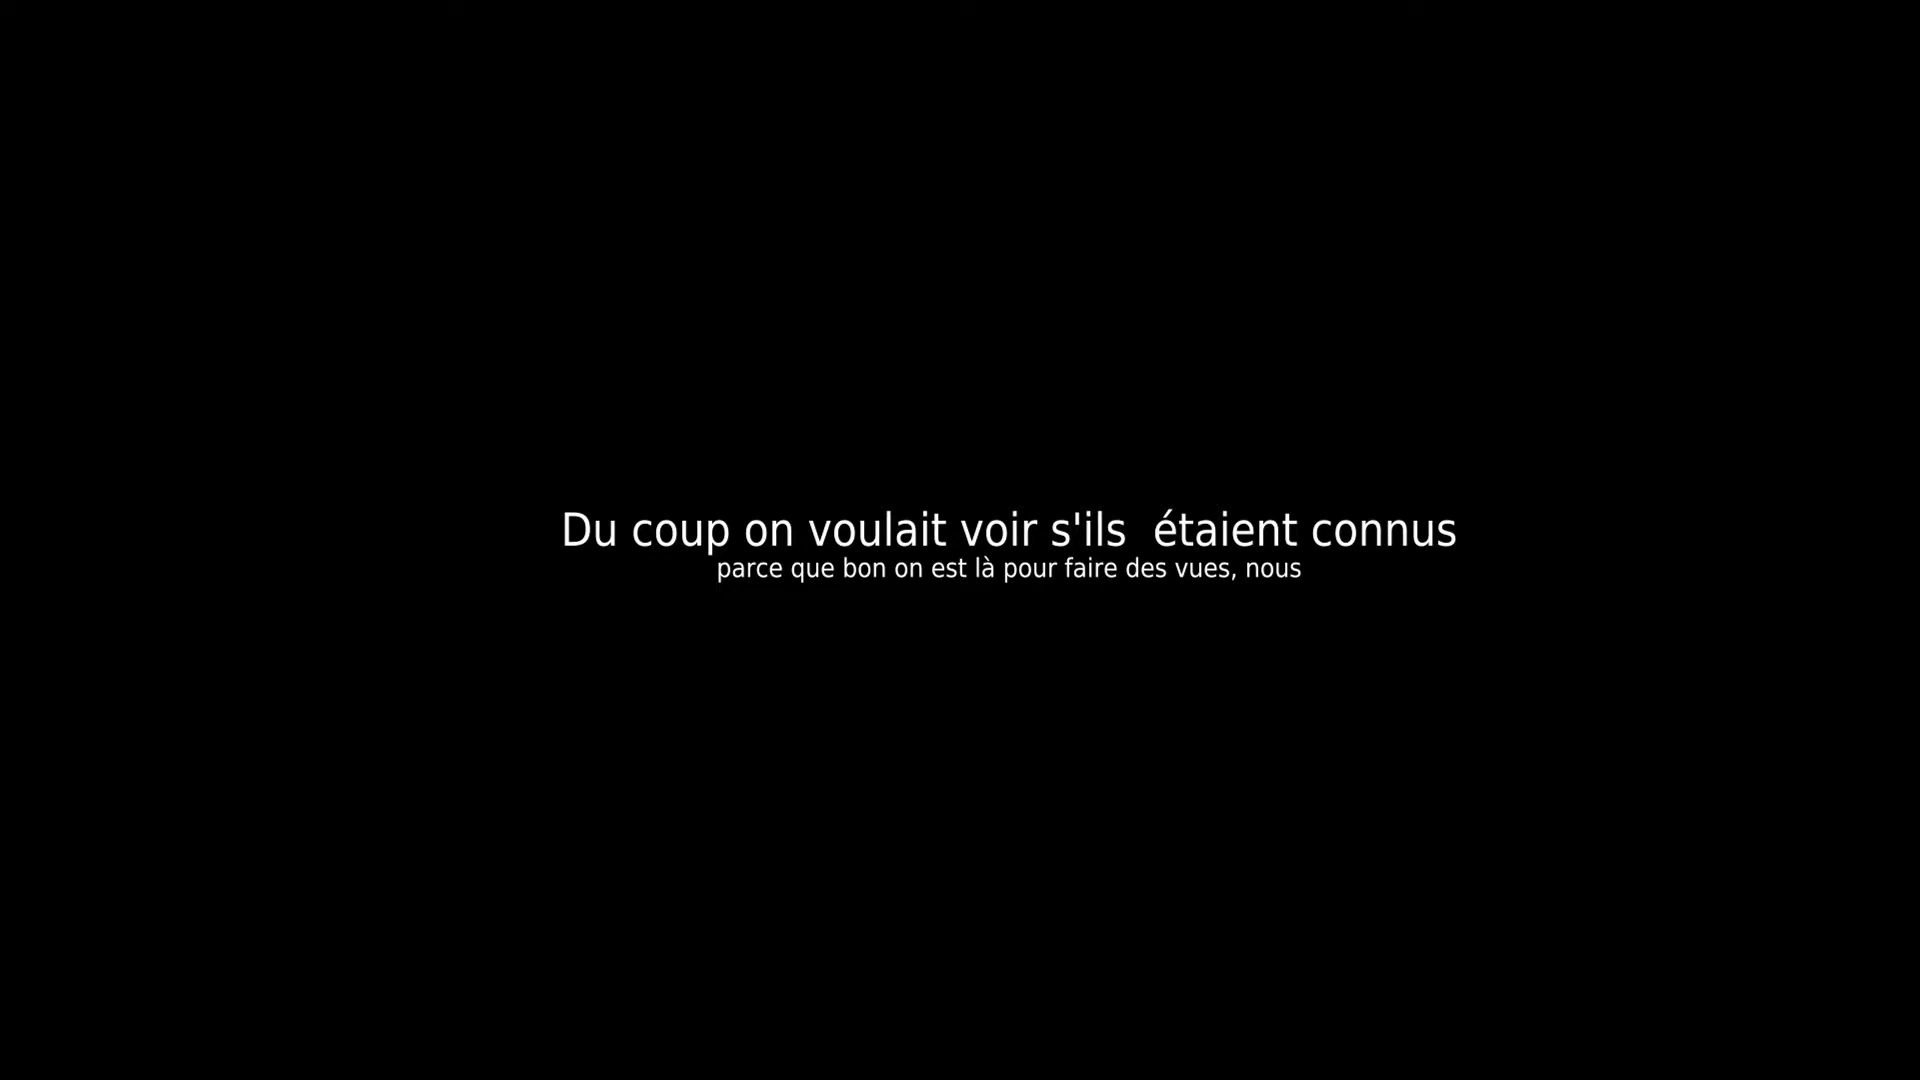 Du coup on voulait voir s'ils  étaient connus
parce que bon on est là pour faire des vues, nous